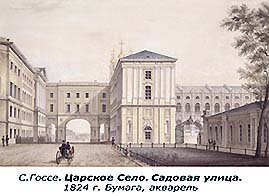 С.Госсе. Царское Село. Садовая улица.
1824 г. Бумага, акварель